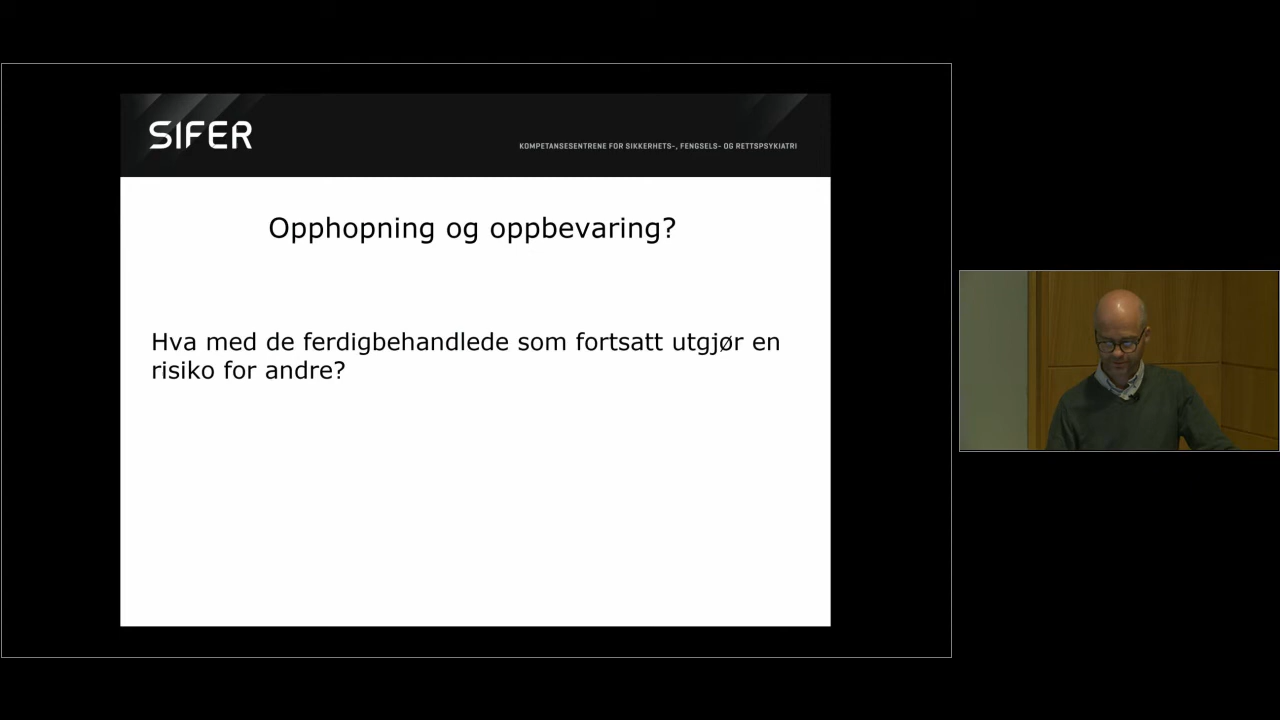 SIFER
KOMPETANSESENTRENE FOR SIKKERHETS-, FENGSELS- OG RETTSPSYKIATRI
Opphopning og oppbevaring?
Hva med de ferdigbehandlede som fortsatt utgjør en
risiko for andre?